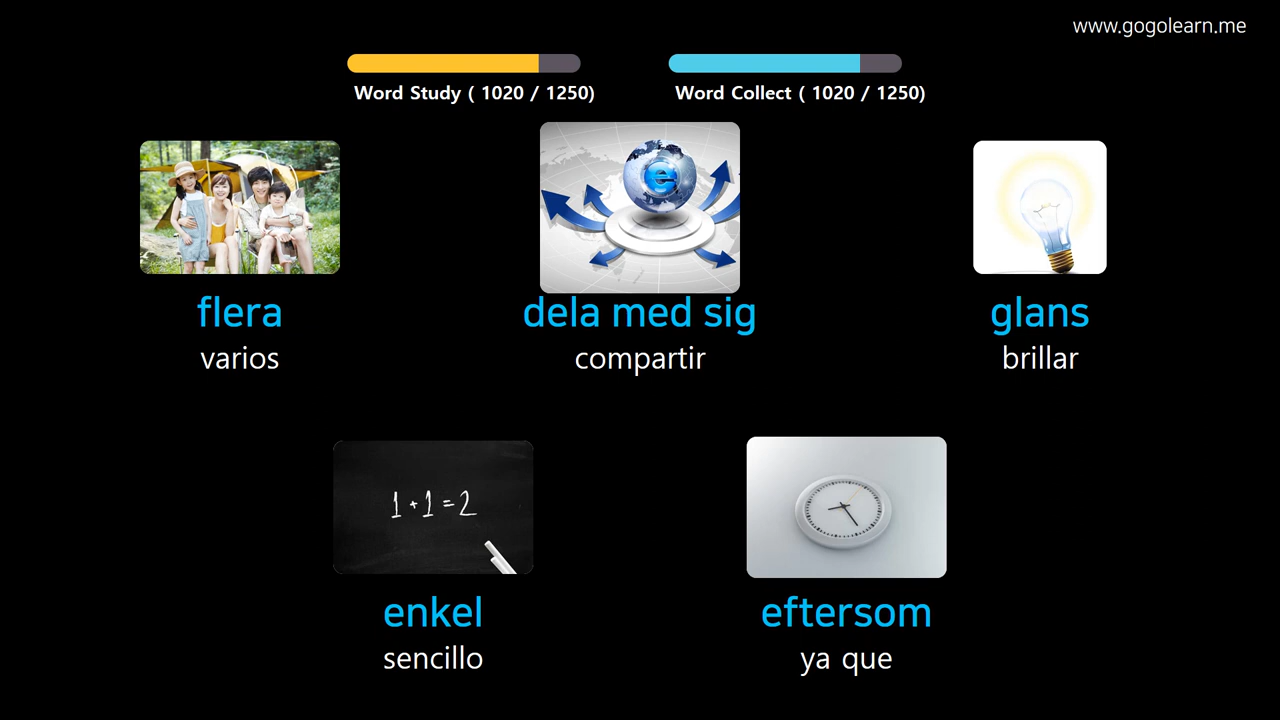 www.gogolearn.me
Word Study ( 1020 / 1250)
Word Collect ( 1020 / 1250)
e
flera
dela med sig
glans
varios
compartir
brillar
1 + 1 = 2
enkel
eftersom
sencillo
ya que